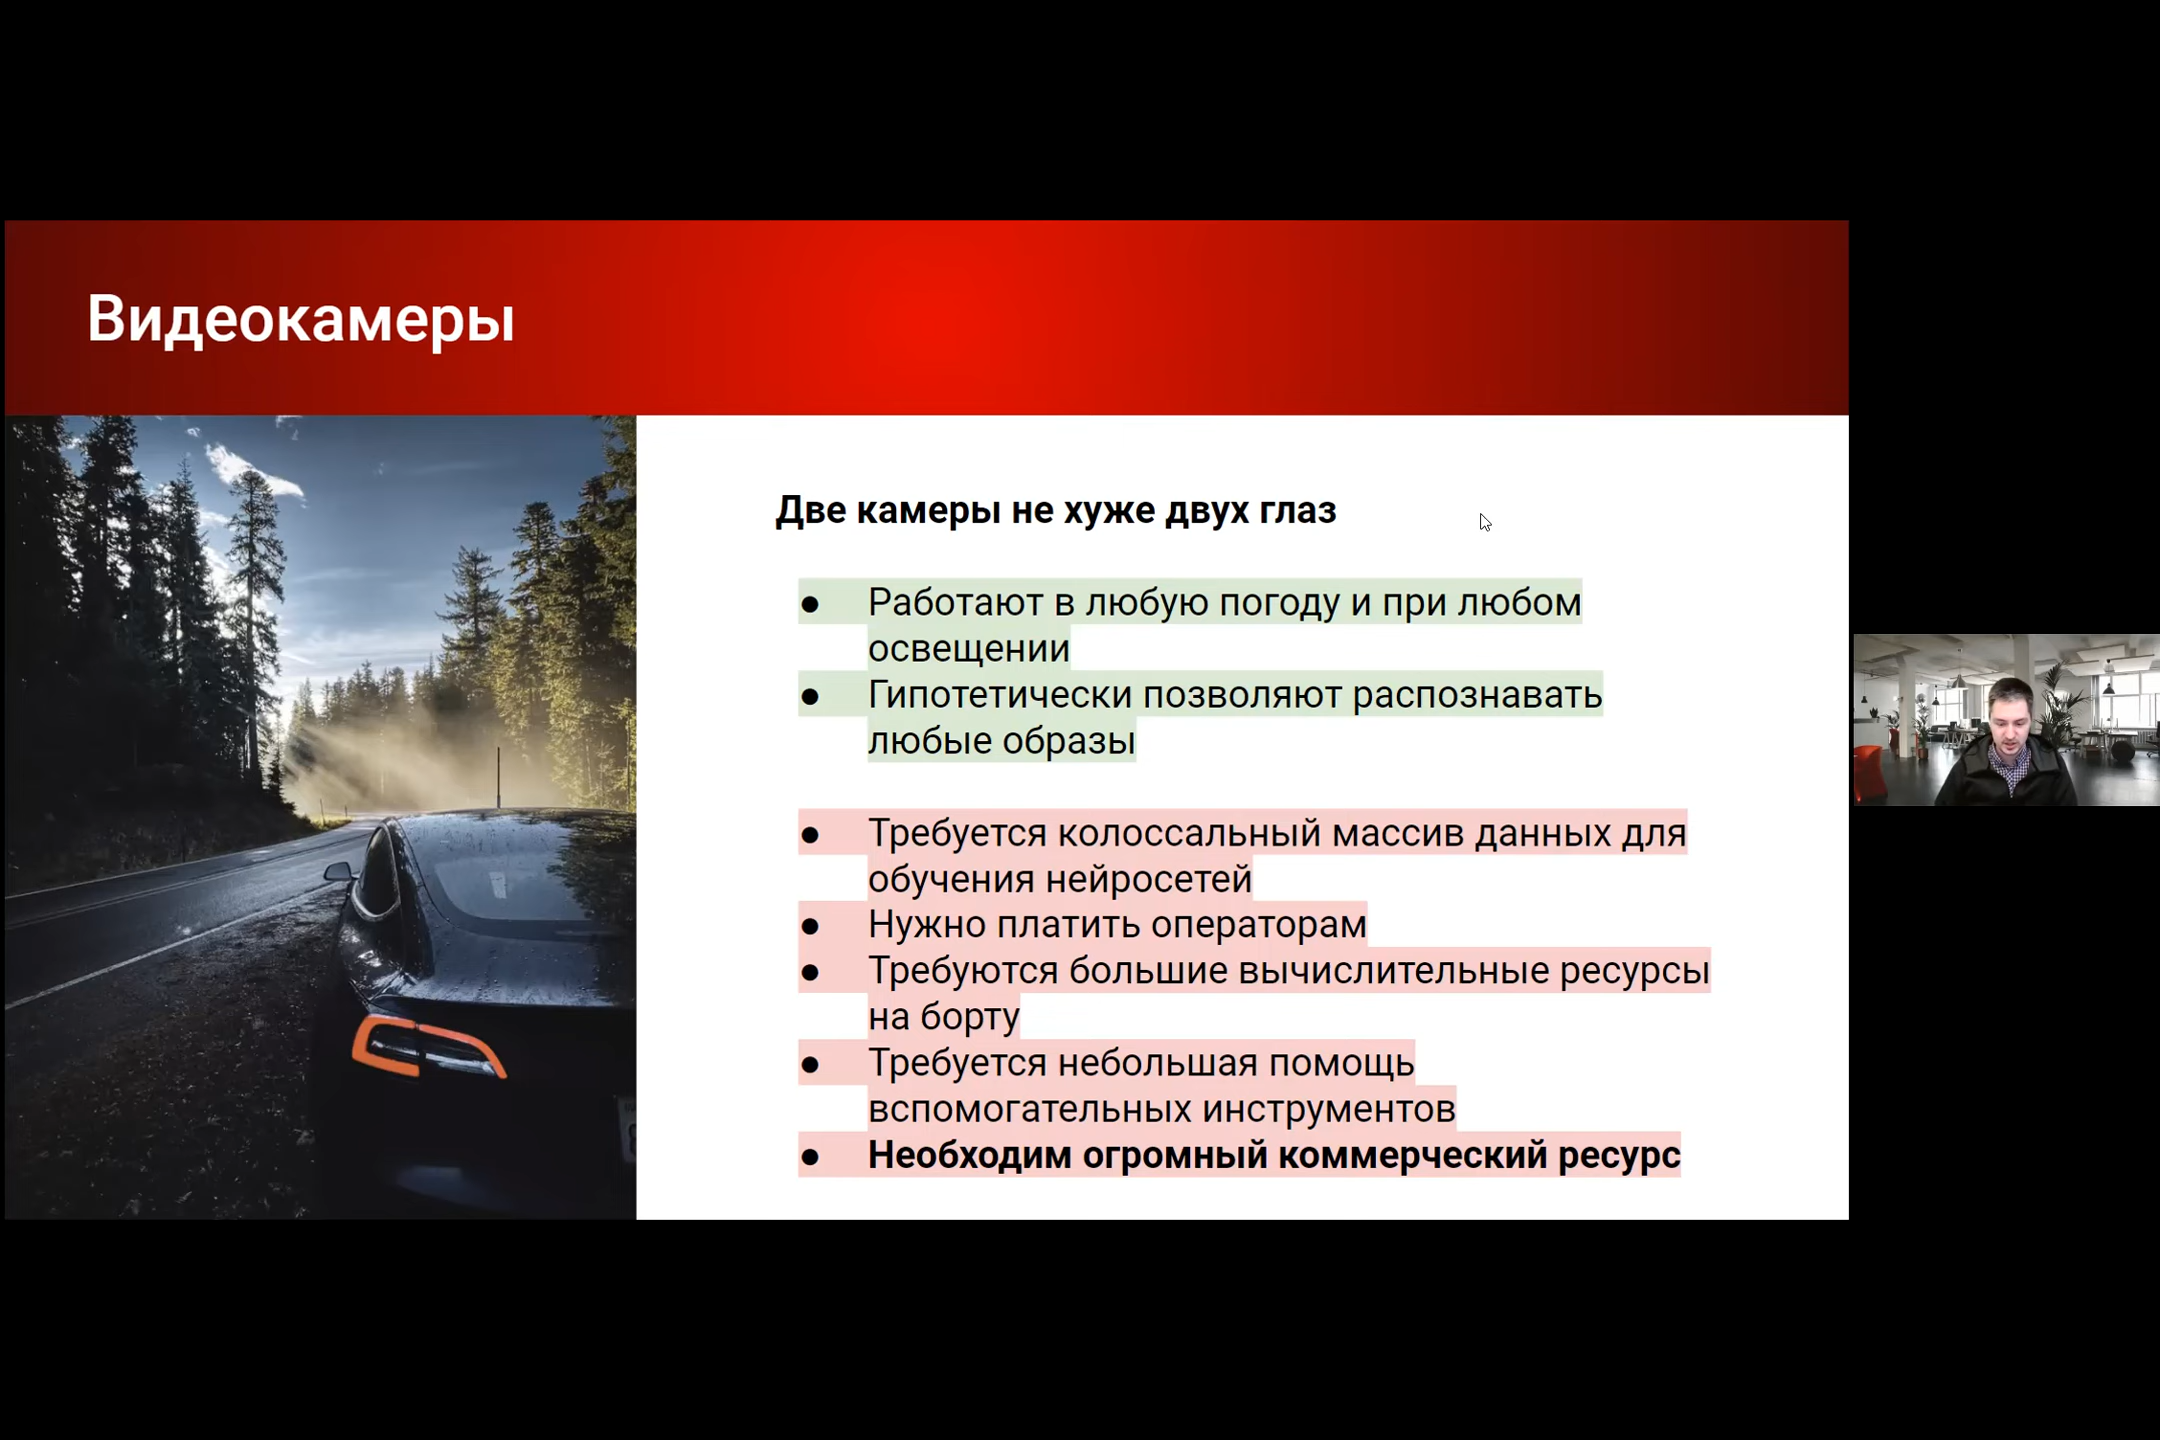 Видеокамеры
Две камеры не хуже двух глаз
● Работают в любую погоду и при любом
освещении
● Гипотетически позволяют распознавать
любые образы
● Требуется колоссальный массив данных для
обучения нейросетей
● Нужно платить операторам
● Требуются большие вычислительные ресурсы
на борту
● Требуется небольшая помощь
вспомогательных инструментов
● Необходим огромный коммерческий ресурс